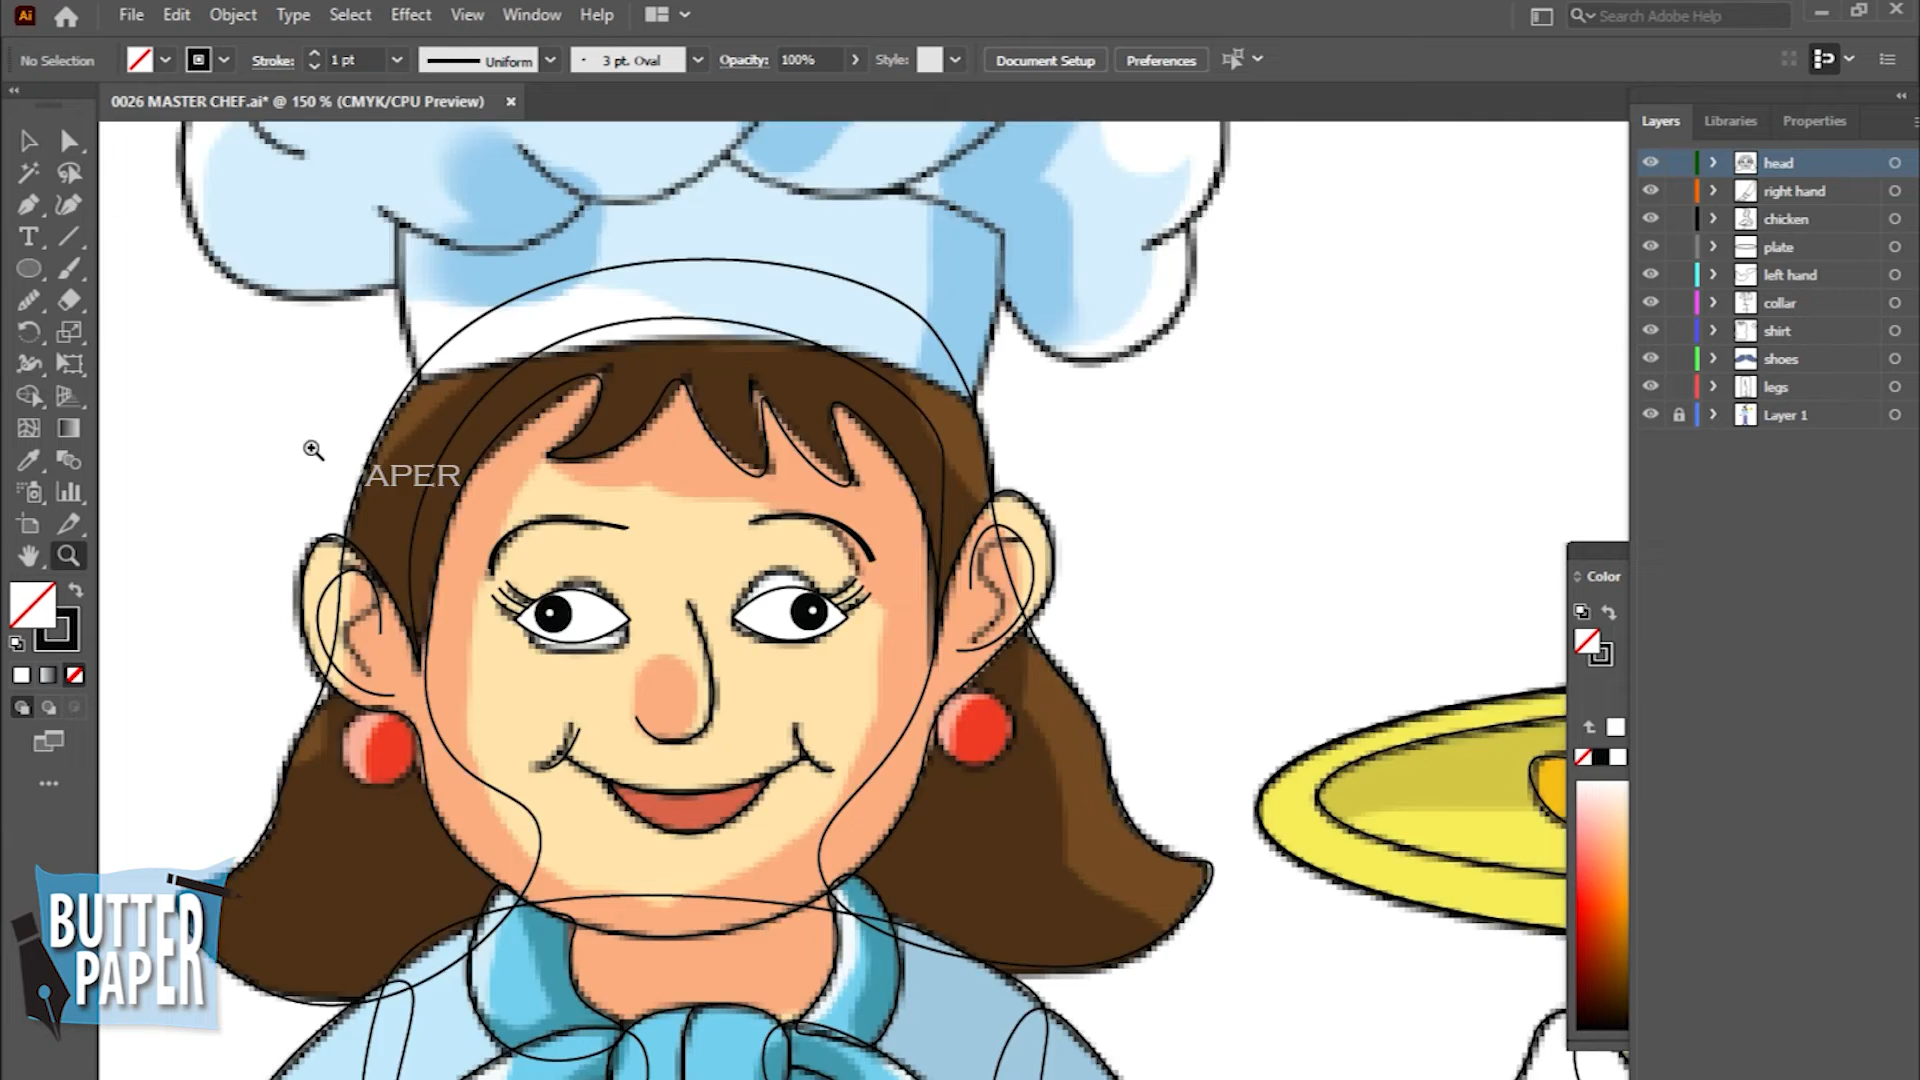 Ai File Edit Object Type Select Effect View Window Help Search Adobe Help
No Selection Stroke: 1 pt Uniform 3 pt. Oval Opacity: 100% Style: Document Setup Preferences
0026 MASTER CHEF.ai* @ 150 % (CMYK/CPU Preview)
Layers Libraries Properties
head
right hand
chicken
plate
left hand
collar
shirt
shoes
legs
Layer 1
APER
Color
BUTTER
PAPER